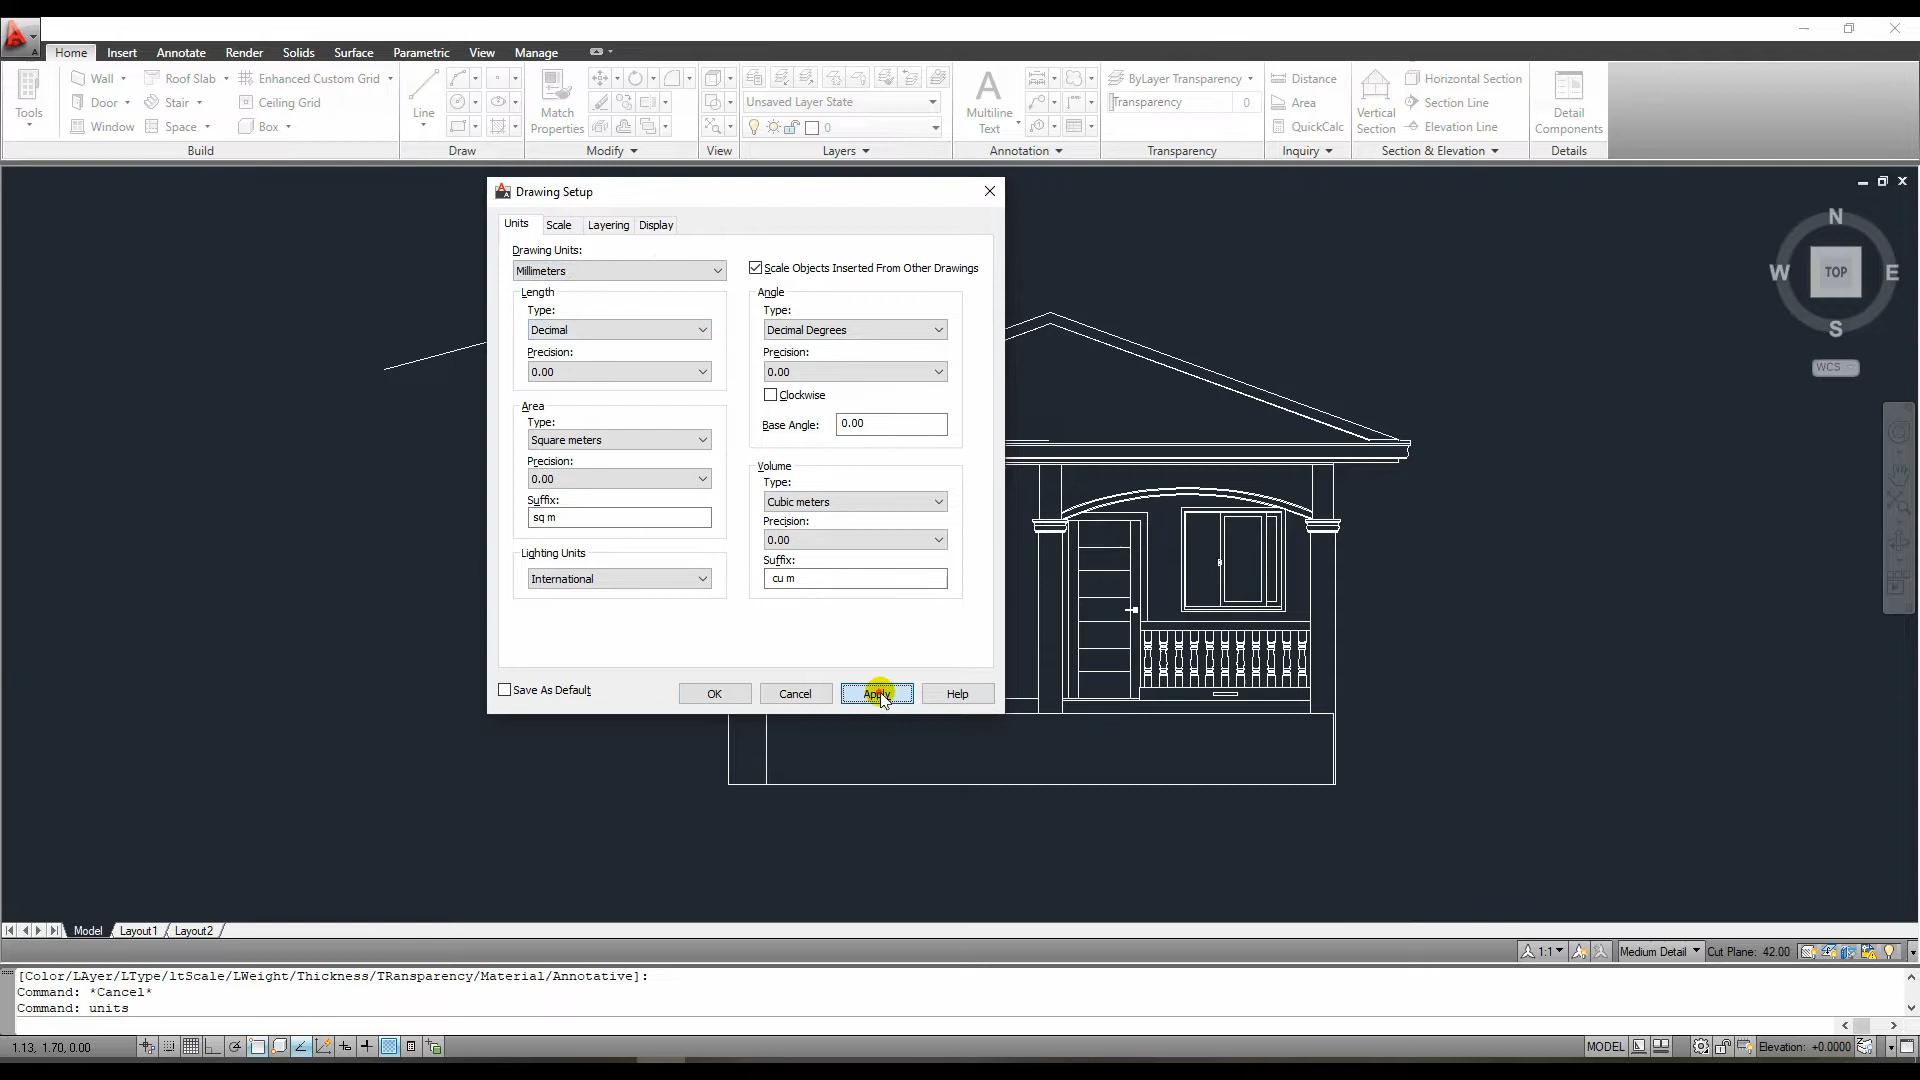 Home Insert Annotate Render Solids Surface Parametric View Manage
Wall Roof Slab Enhanced Custom Grid
Door Stair Ceiling Grid
Window Space Box
Tools
Build
Line
Draw
Match
Properties
Modify
View
Unsaved Layer State
0
Layers
A
Multiline
Text
Annotation
ByLayer Transparency
Transparency 0
Transparency
Distance
Area
QuickCalc
Inquiry
Vertical
Section
Horizontal Section
Section Line
Elevation Line
Section & Elevation
Detail
Components
Details
Drawing Setup
Units Scale Layering Display
Drawing Units:
Millimeters
Scale Objects Inserted From Other Drawings
Length
Type:
Decimal
Precision:
0.00
Angle
Type:
Decimal Degrees
Precision:
0.00
Clockwise
Base Angle: 0.00
Area
Type:
Square meters
Precision:
0.00
Suffix:
sq m
Volume
Type:
Cubic meters
Precision:
0.00
Suffix:
cu m
Lighting Units
International
Save As Default
OK Cancel Apply Help
N
W TOP E
S
WCS
Model Layout1 Layout2
1:1 Medium Detail Cut Plane: 42.00
[Color/LAyer/LType/ltScale/LWeight/Thickness/TRansparency/Material/Annotative]:
Command: *Cancel*
Command: units
1.13, 1.70, 0.00
MODEL Elevation: +0.0000